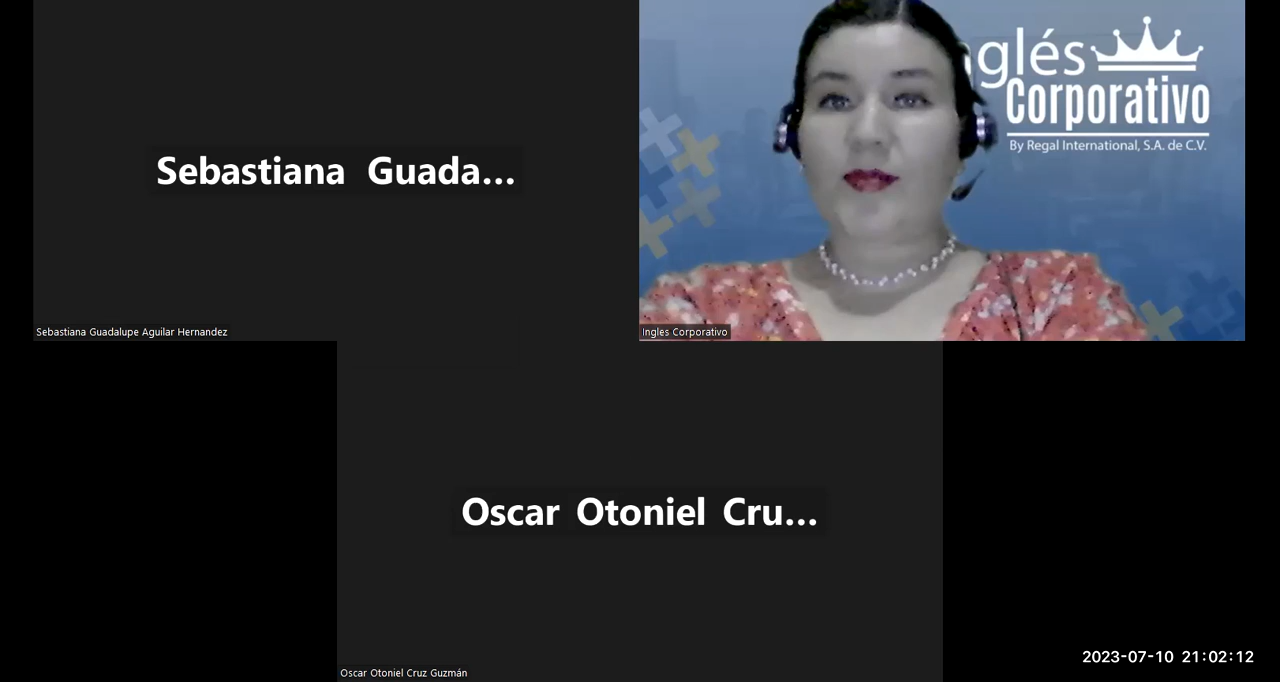 Sebastiana Guada...
Sebastiana Guadalupe Aguilar Hernandez
glés
Corporativo
By Regal International, S.A. de C.V.
Ingles Corporativo
Oscar Otoniel Cru...
Oscar Otoniel Cruz Guzmán
2023-07-10 21:02:12